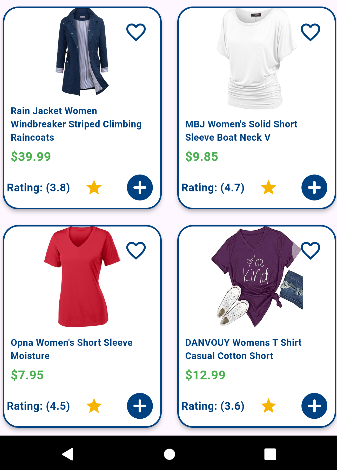 Rain Jacket Women
Windbreaker Striped Climbing
Raincoats
$39.99
Rating: (3.8)
MBJ Women's Solid Short
Sleeve Boat Neck V
$9.85
Rating: (4.7)
Opna Women's Short Sleeve
Moisture
$7.95
Rating: (4.5)
kind
DANVOUY Womens T Shirt
Casual Cotton Short
$12.99
Rating: (3.6)